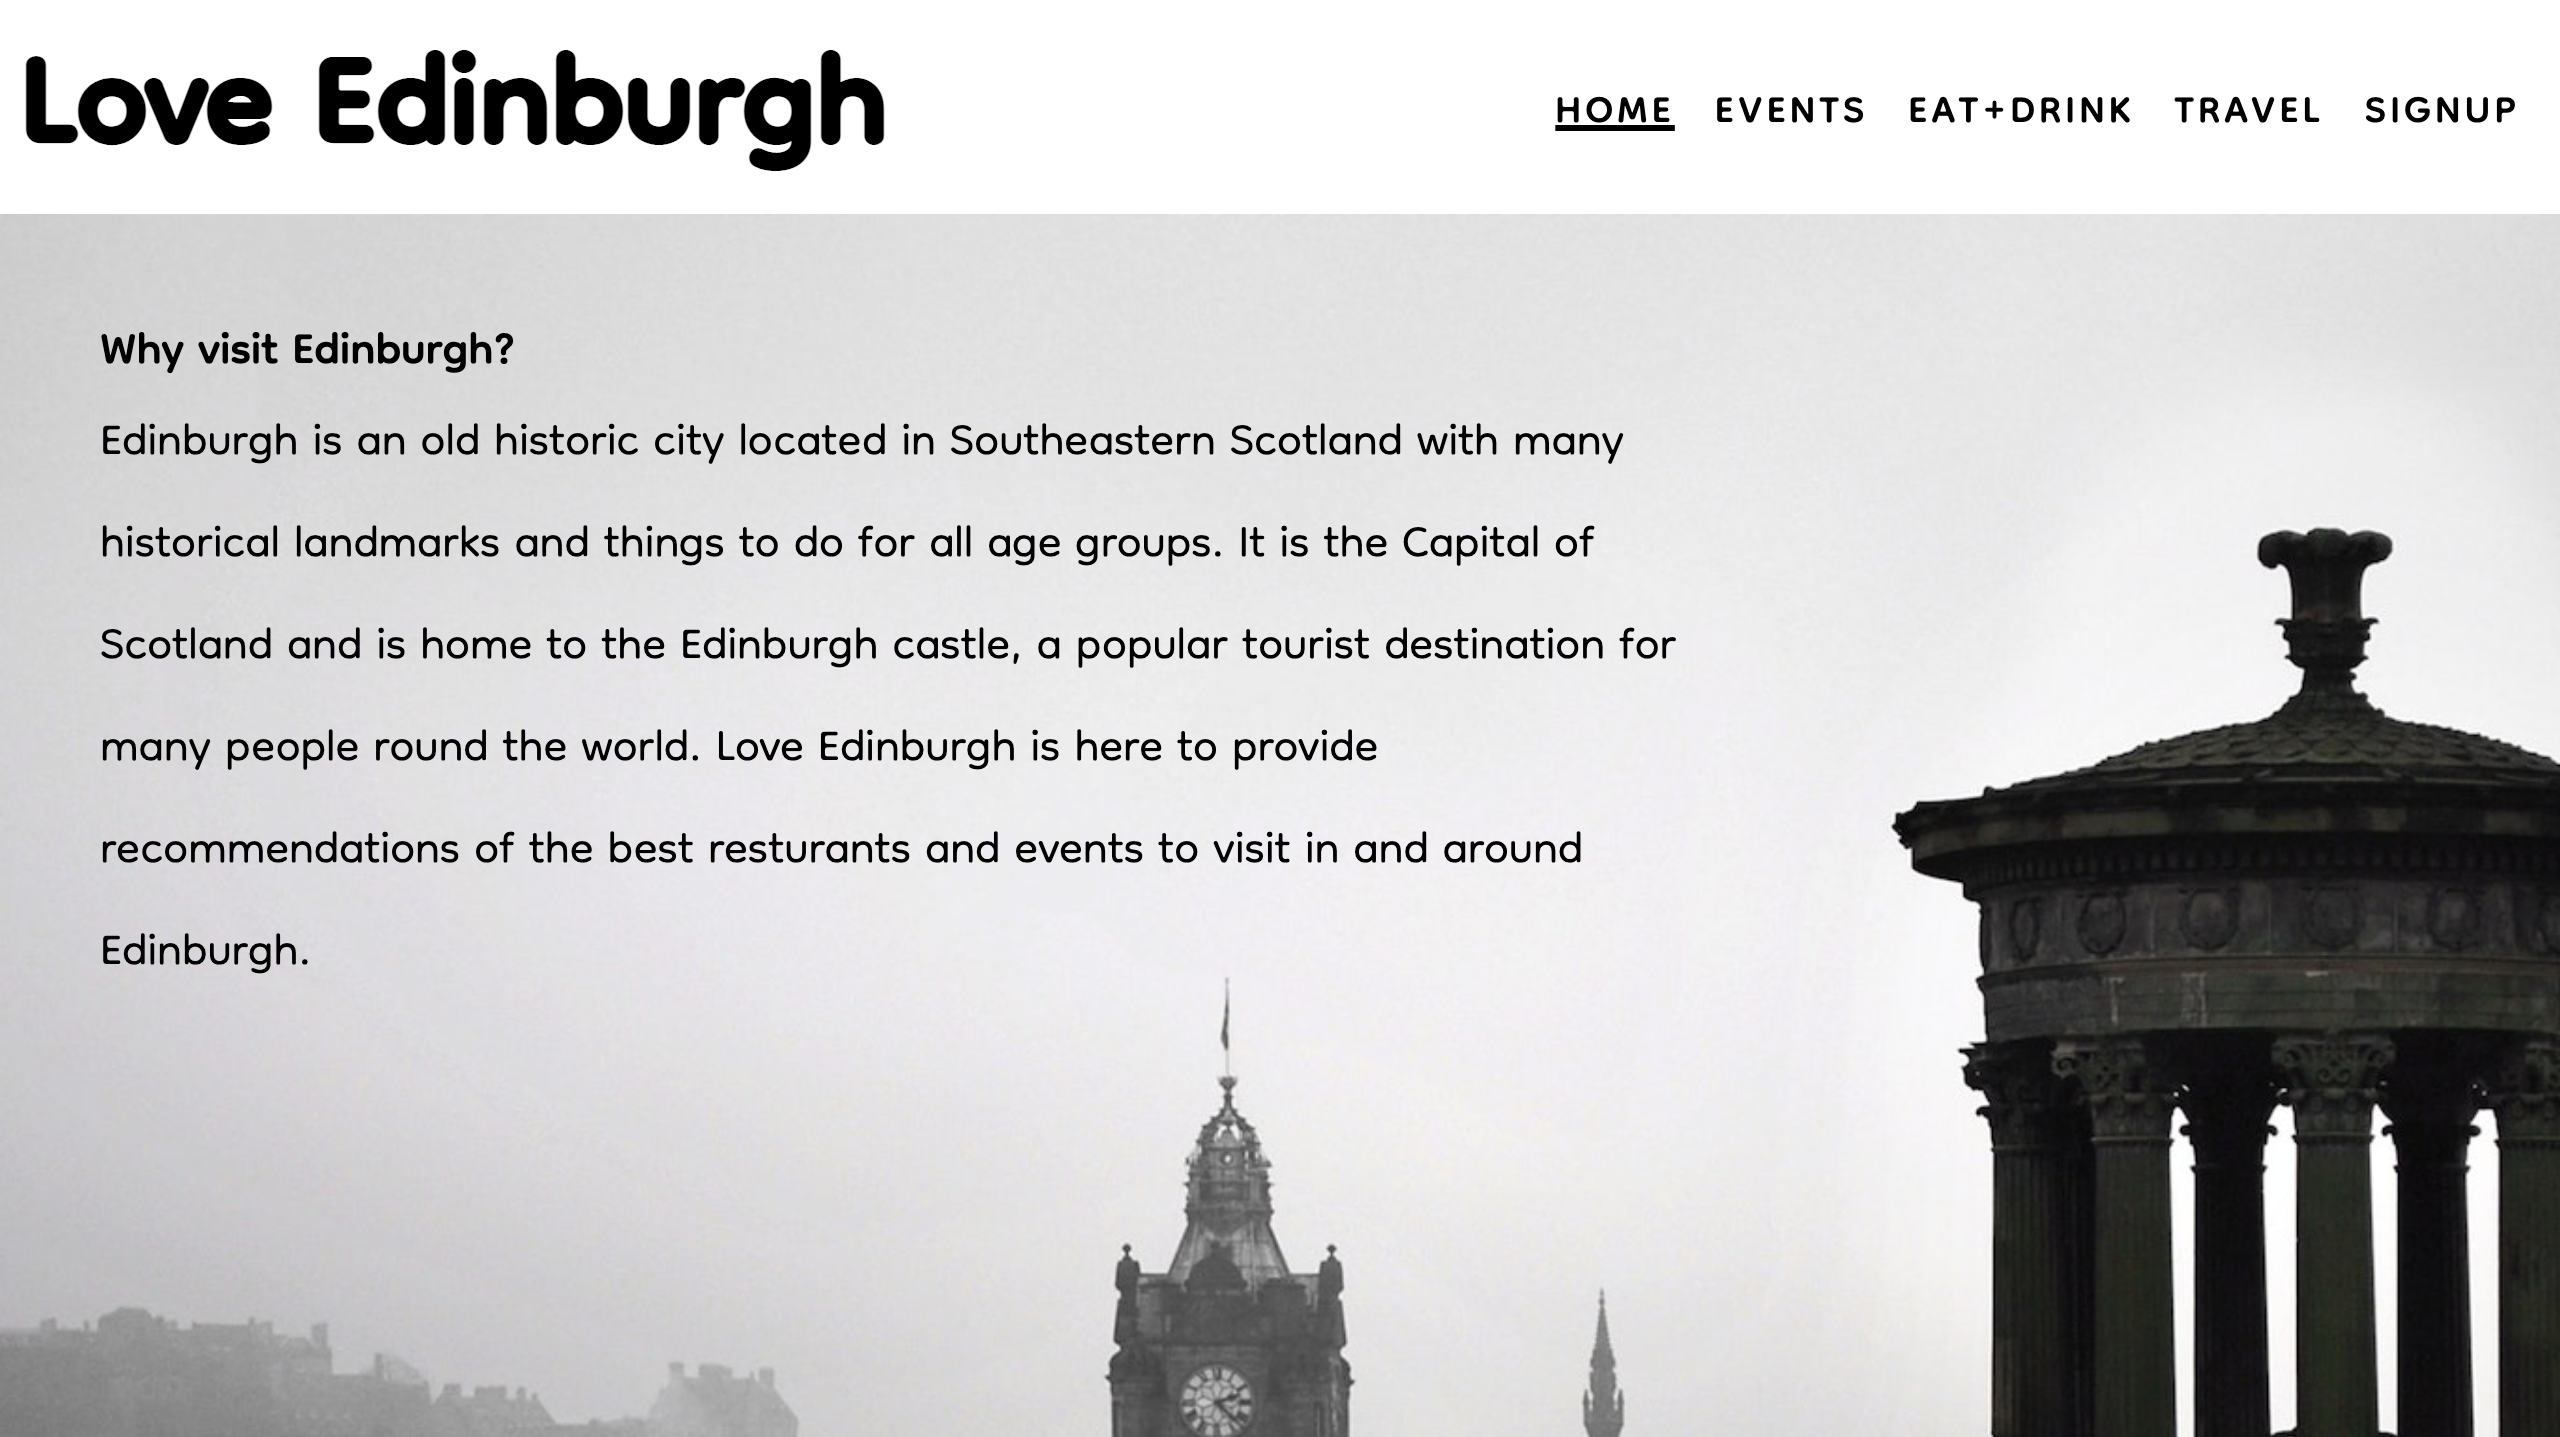 Love Edinburgh
HOME EVENTS EAT+DRINK TRAVEL SIGNUP
Why visit Edinburgh?
Edinburgh is an old historic city located in Southeastern Scotland with many
historical landmarks and things to do for all age groups. It is the Capital of
Scotland and is home to the Edinburgh castle, a popular tourist destination for
many people round the world. Love Edinburgh is here to provide
recommendations of the best resturants and events to visit in and around
Edinburgh.